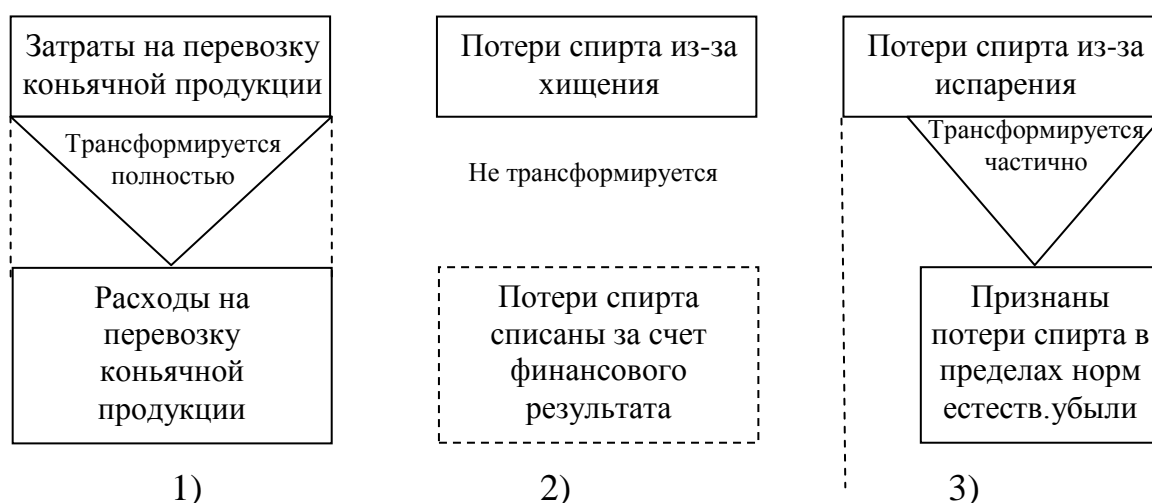 Затраты на перевозку
коньячной продукции
Трансформируется
полностью
Расходы на
перевозку
коньячной
продукции
1)
Потери спирта из-за
хищения
Не трансформируется
Потери спирта
списаны за счет
финансового
результата
2)
Потери спирта из-за
испарения
Трансформируется
частично
Признаны
потери спирта в
пределах норм
естеств.убыли
3)